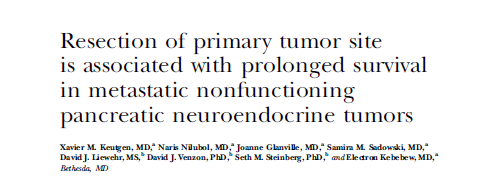 Resection of primary tumor site
is associated with prolonged survival
in metastatic nonfunctioning
pancreatic neuroendocrine tumors
Xavier M. Keutgen, MD,a Naris Nilubol, MD,a Joanne Glanville, MD,a Samira M. Sadowski, MD,a
David J. Liewehr, MS,b David J. Venzon, PhD,b Seth M. Steinberg, PhD,b and Electron Kebebew, MD,a
Bethesda, MD